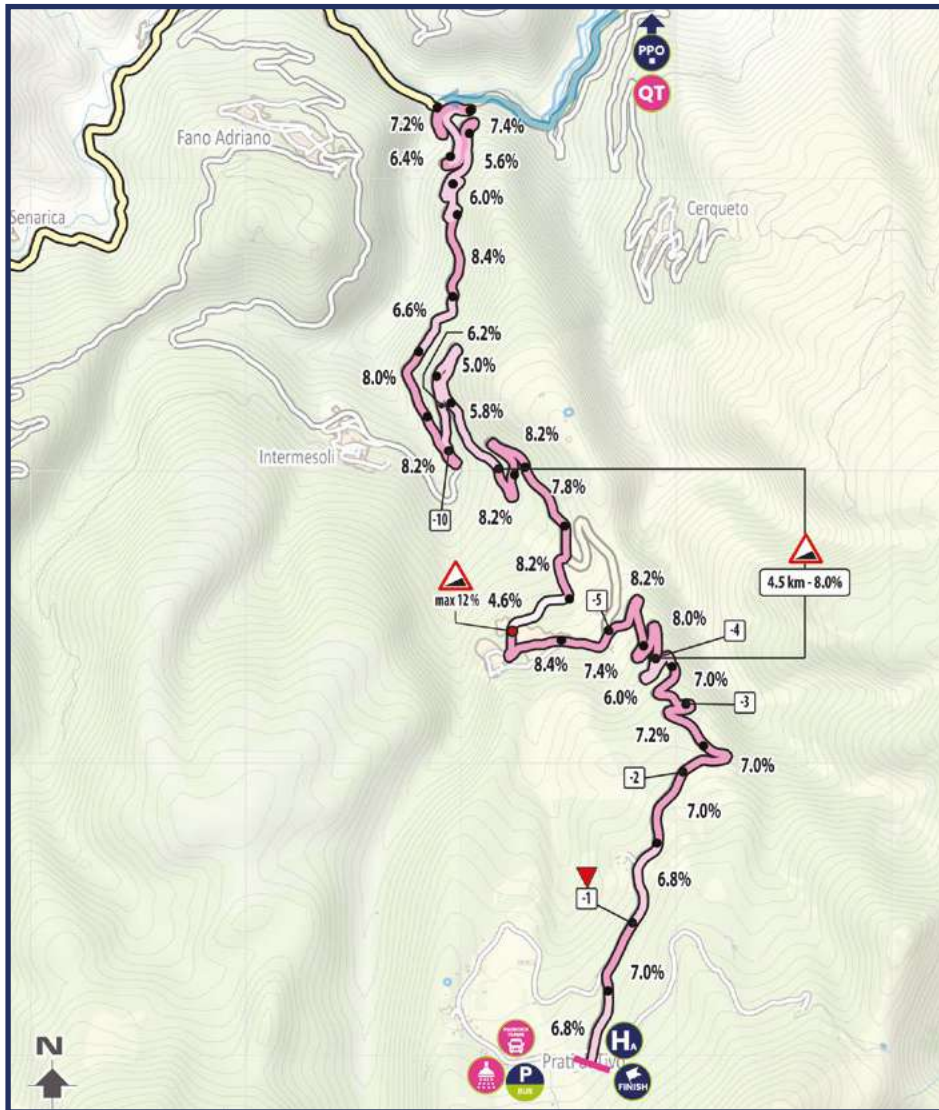 PPO
QT
7.2%
7.4%
Fano Adriano
6.4%
5.6%
6.0%
Cerqueto
Senarica
8.4%
6.6%
6.2%
5.0%
8.0%
5.8%
8.2%
Intermesoli
8.2%
7.8%
-10
8.2%
8.2%
4.5 km - 8.0%
max 12%
4.6%
-5
8.2%
8.0%
-4
8.4%
7.4%
6.0%
7.0%
-3
7.2%
7.0%
-2
7.0%
6.8%
-1
7.0%
6.8%
N
HA
P
BUS
FINISH